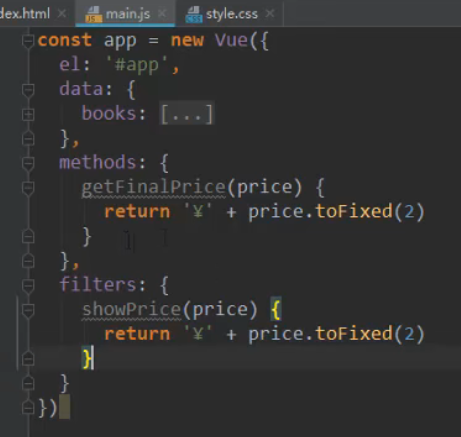 dex.html × main.js × style.css ×
const app = new Vue({
  el: '#app',
  data: {
    books: [...]
  },
  methods: {
    getFinalPrice(price) {
      return '¥' + price.toFixed(2)
    }
  },
  filters: {
    showPrice(price) {
      return '¥' + price.toFixed(2)
    }
  }
})